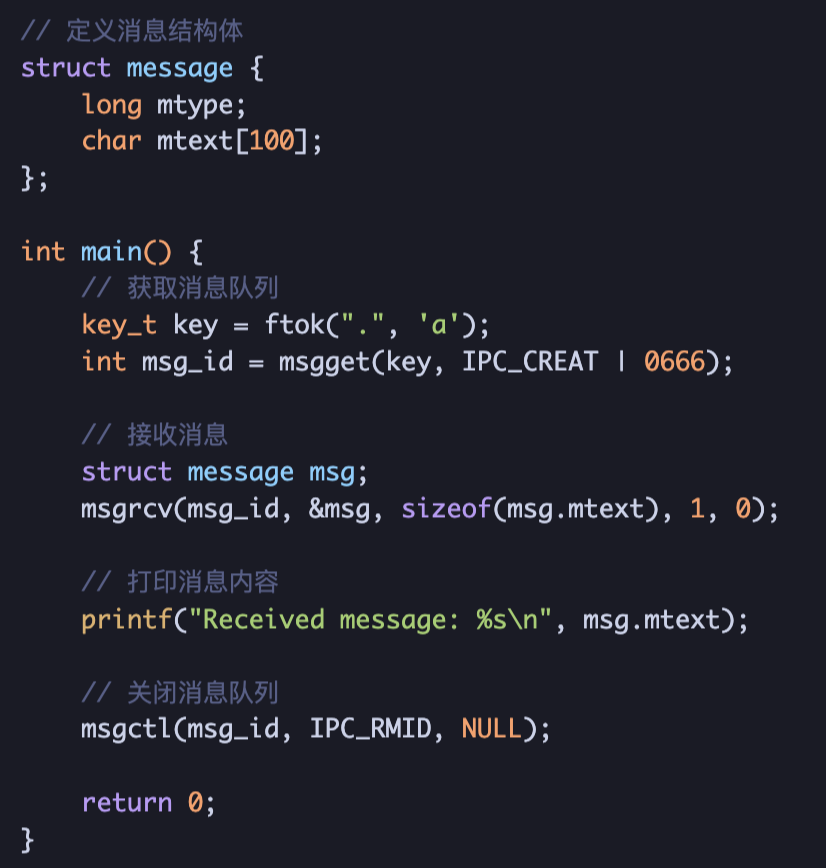 // 定义消息结构体
struct message {
    long mtype;
    char mtext[100];
};

int main() {
    // 获取消息队列
    key_t key = ftok(".", 'a');
    int msg_id = msgget(key, IPC_CREAT | 0666);

    // 接收消息
    struct message msg;
    msgrcv(msg_id, &msg, sizeof(msg.mtext), 1, 0);

    // 打印消息内容
    printf("Received message: %s\n", msg.mtext);

    // 关闭消息队列
    msgctl(msg_id, IPC_RMID, NULL);

    return 0;
}